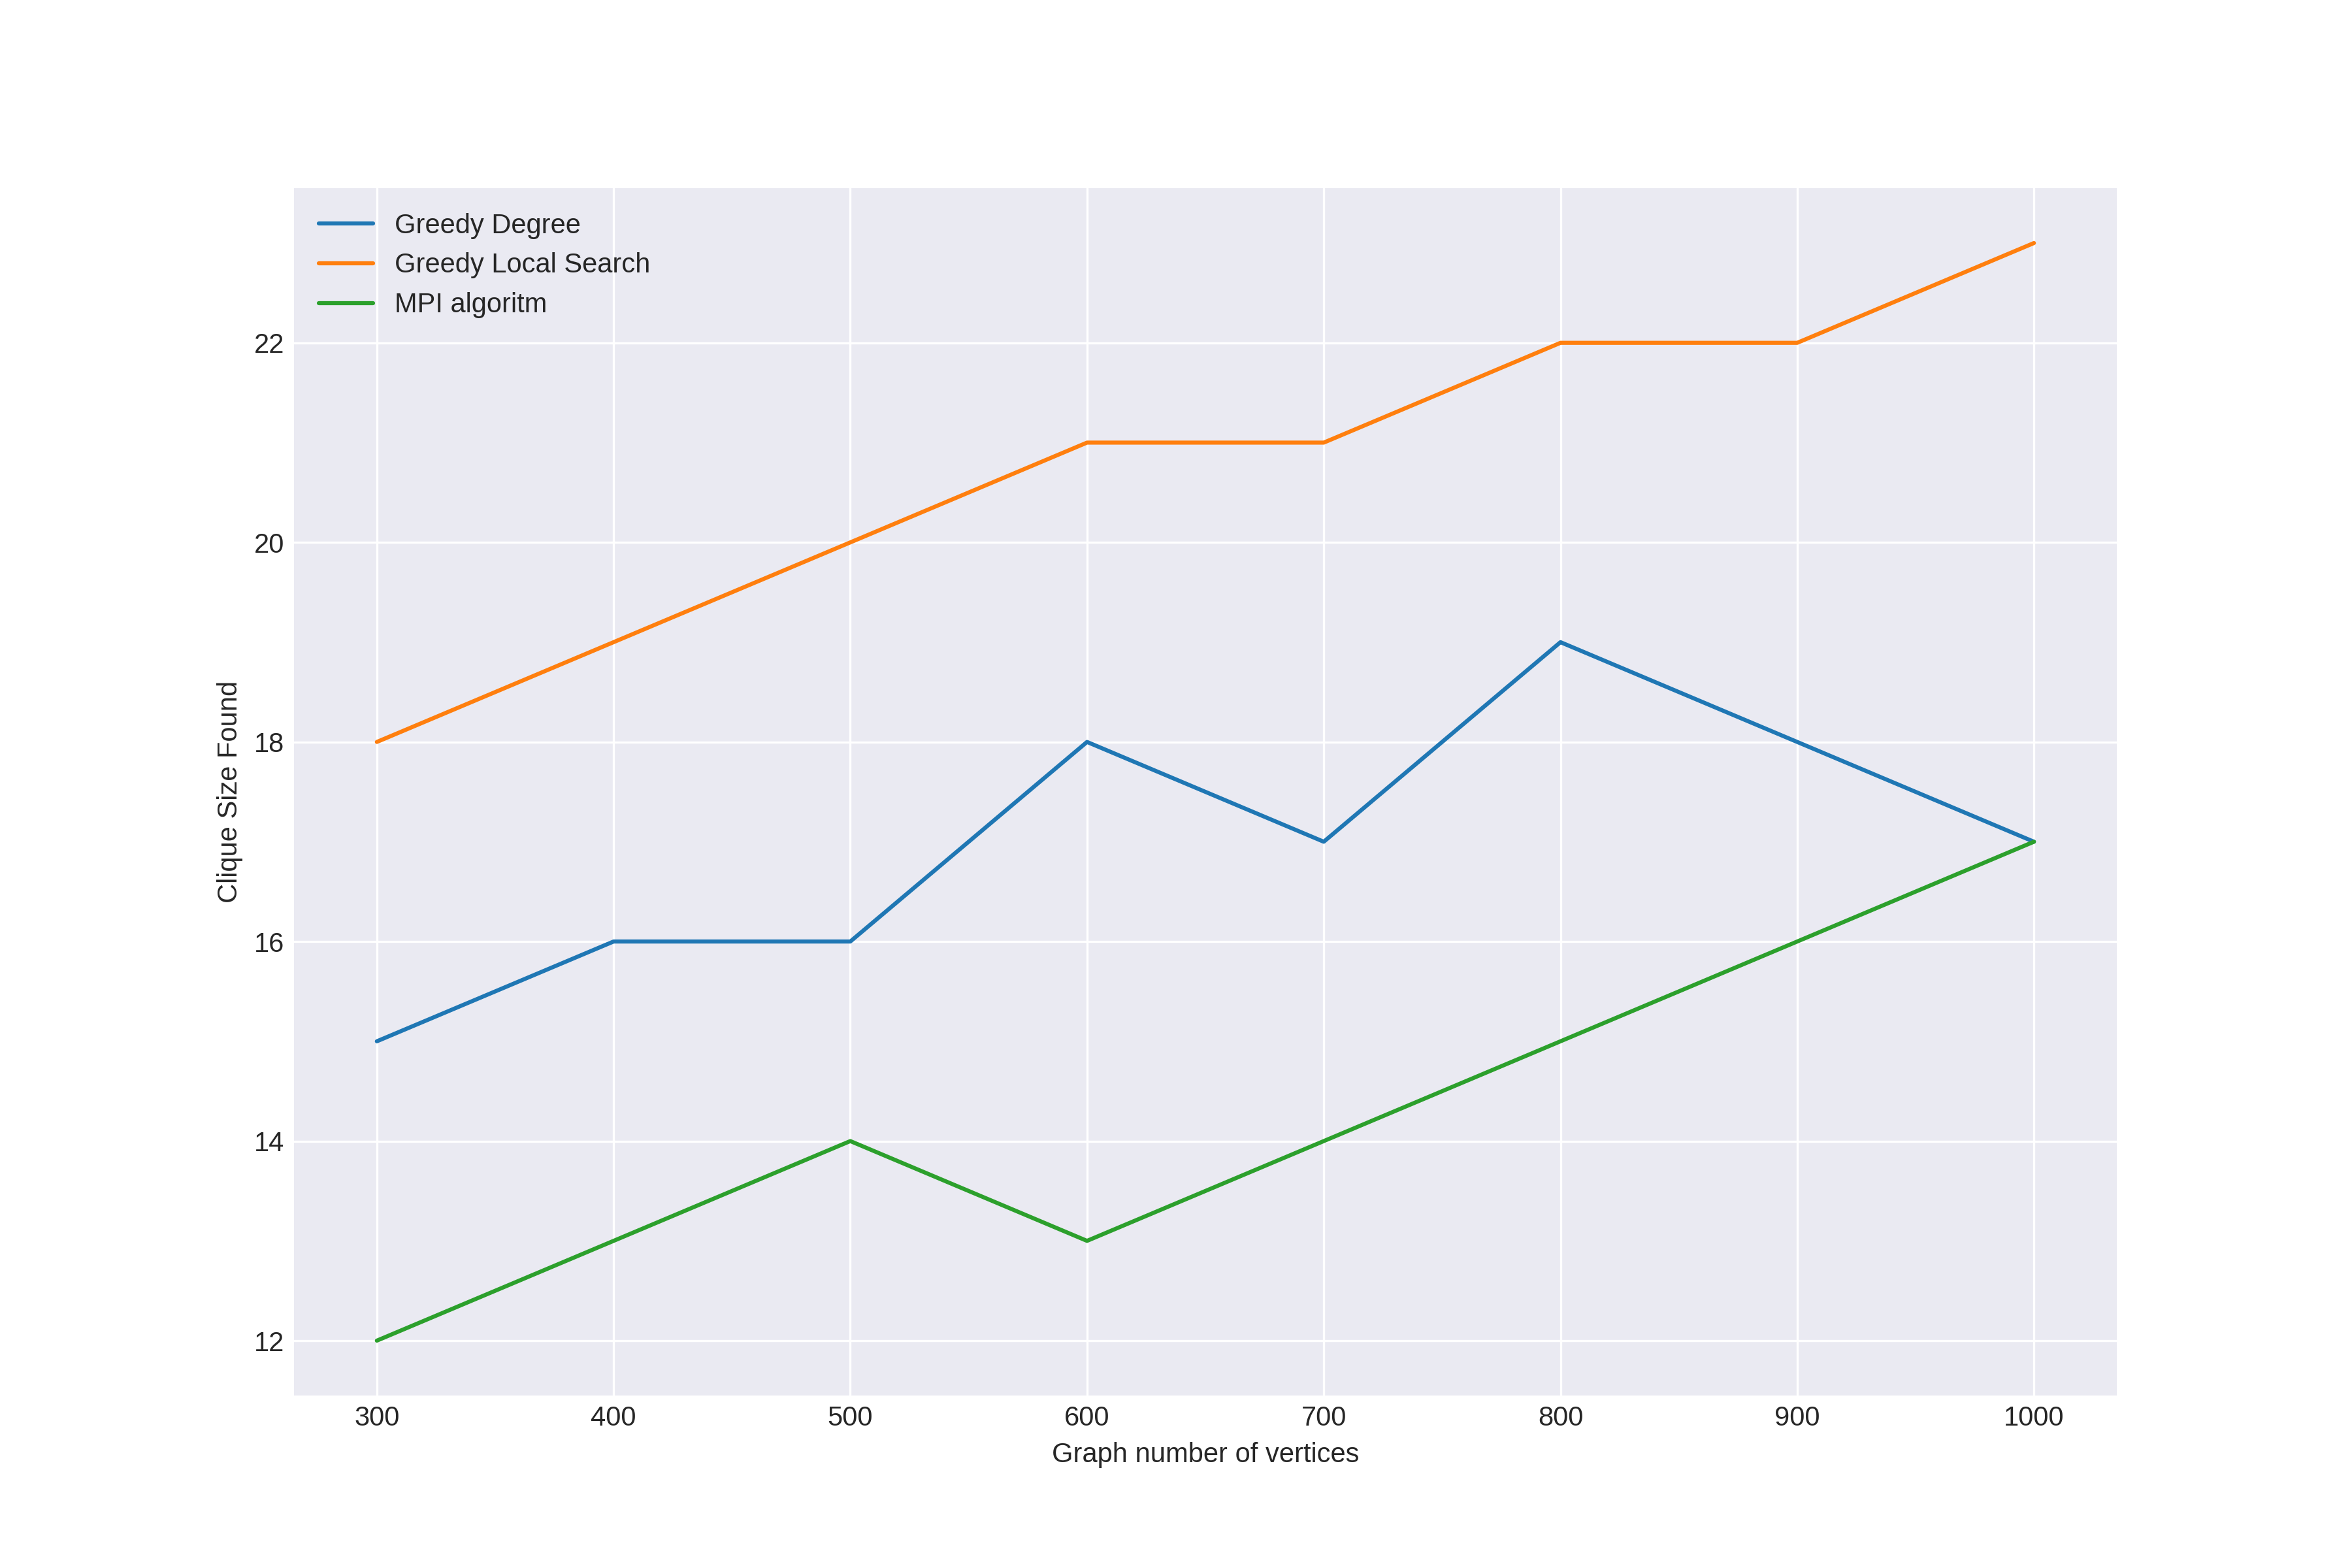 Greedy Degree
Greedy Local Search
MPI algoritm
22
20
18
16
14
12
Clique Size Found
300 400 500 600 700 800 900 1000
Graph number of vertices